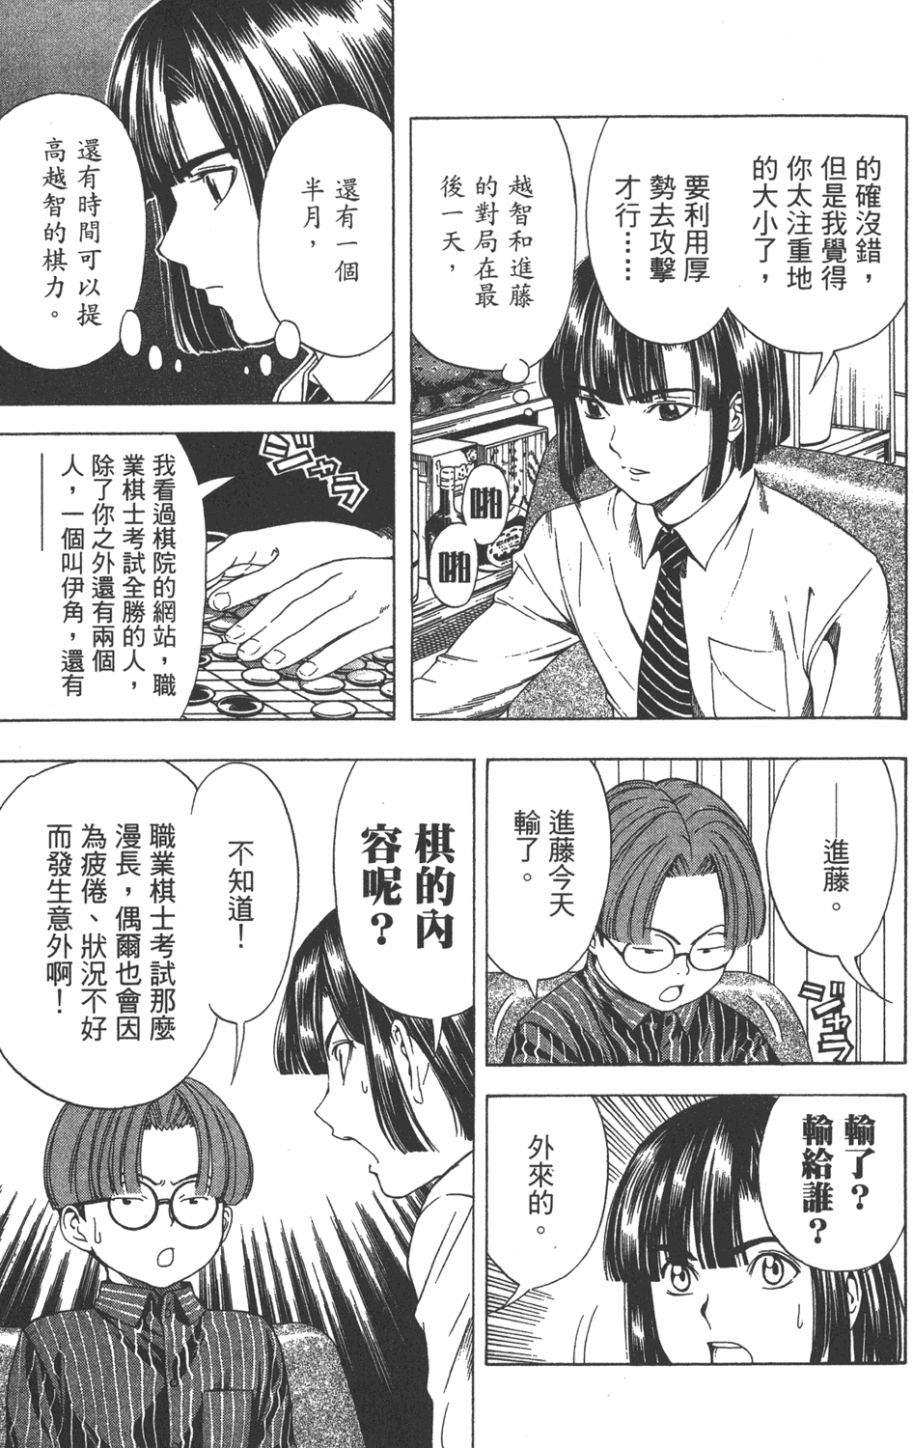 的確沒錯，
但是我覺得
你太注重地
的大小了，
要利用厚
勢去攻擊
才行……
越智和進藤
的對局在最
後一天，
啪
啪
還有一個
半月，
還有時間可以提
高越智的棋力。
ジャラ
我看過棋院的網站，職
業棋士考試全勝的人，
除了你之外還有兩個
人，一個叫伊角，還有
——
——進藤。
進藤今天
輸了。
ジャラ
輸了？
輸給誰？
外來的。
棋的內
容呢？
不知道！
職業棋士考試那麼
漫長，偶爾也會因
為疲倦、狀況不好
而發生意外啊！